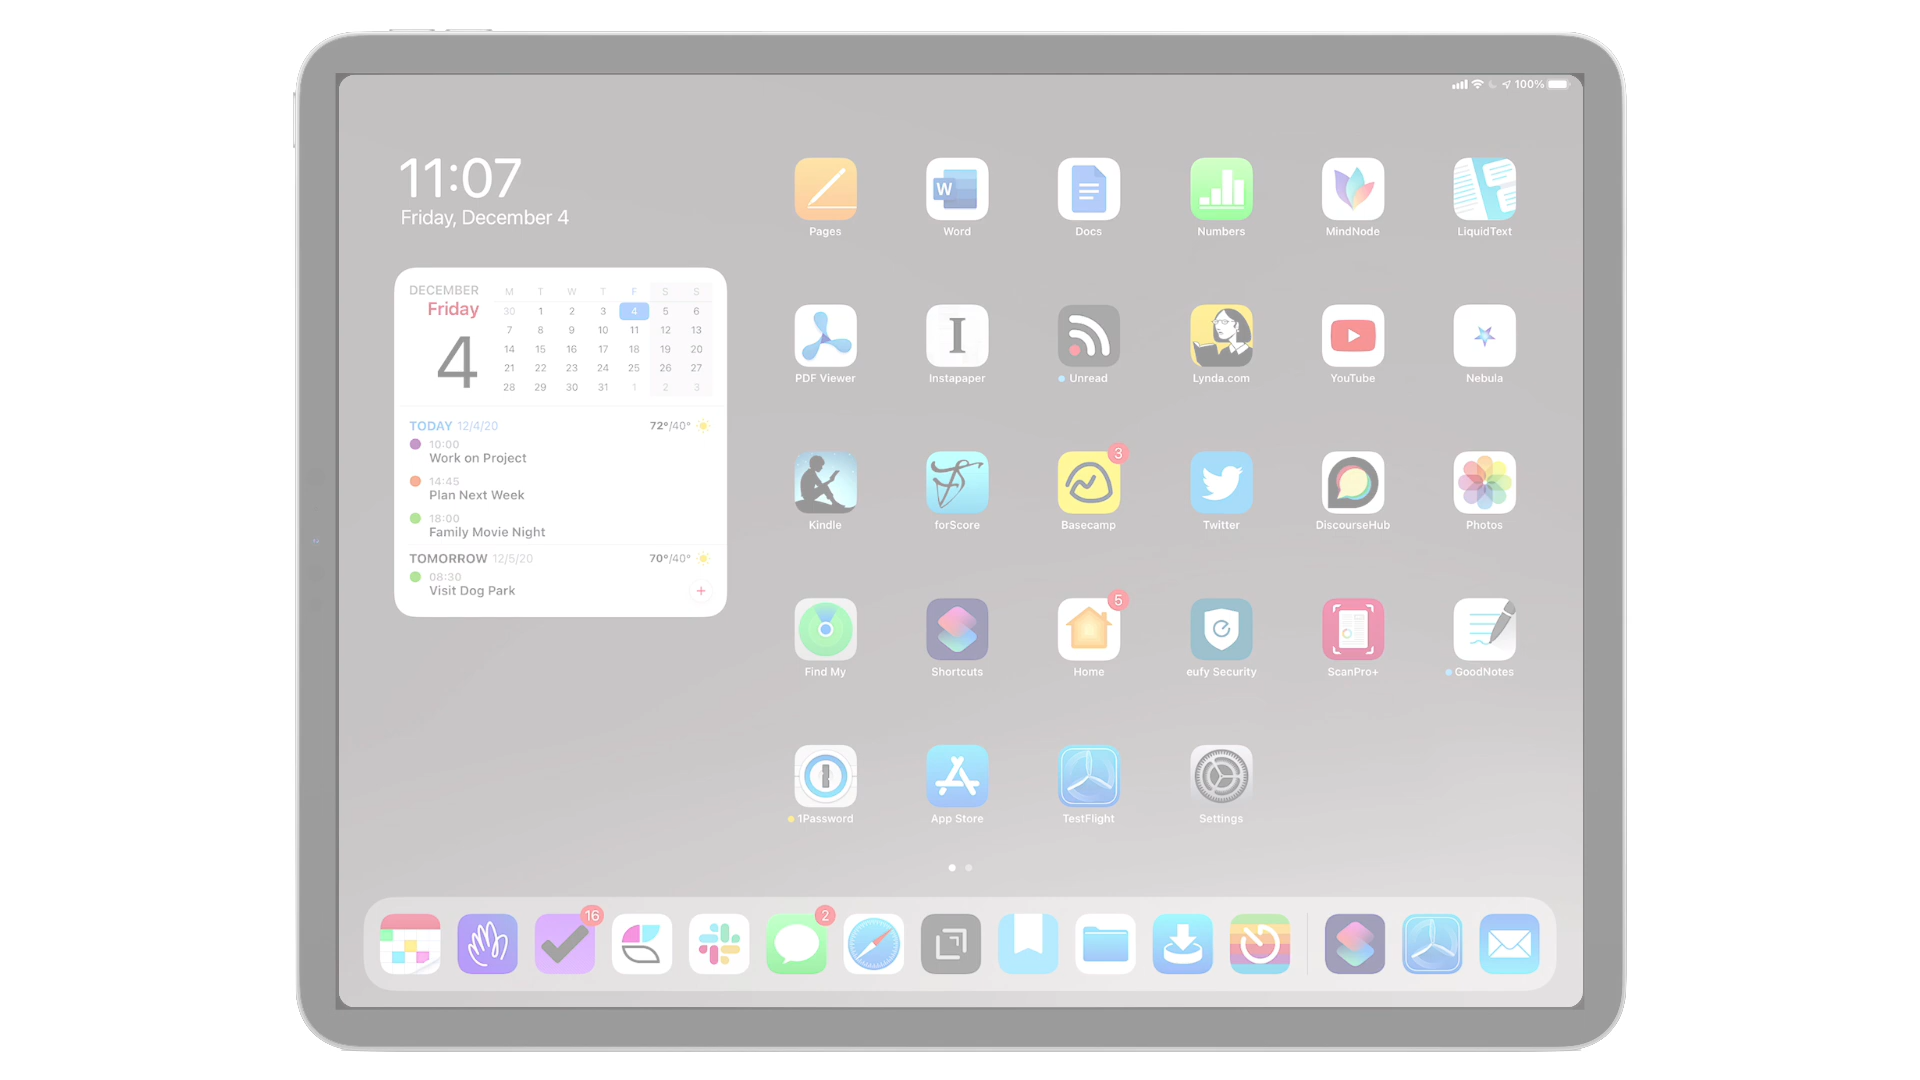 100%
11:07
Friday, December 4
DECEMBER
Friday
4
M T W T F S S
30 1 2 3 4 5 6
7 8 9 10 11 12 13
14 15 16 17 18 19 20
21 22 23 24 25 26 27
28 29 30 31 1 2 3
TODAY 12/4/20 72°/40°
10:00
Work on Project
14:45
Plan Next Week
18:00
Family Movie Night
TOMORROW 12/5/20 70°/40°
08:30
Visit Dog Park
+
W
Pages Word Docs Numbers MindNode LiquidText
I
PDF Viewer Instapaper Unread Lynda.com YouTube Nebula
3
Kindle forScore Basecamp Twitter DiscourseHub Photos
5
Find My Shortcuts Home eufy Security ScanPro+ GoodNotes
1Password App Store TestFlight Settings
16 2